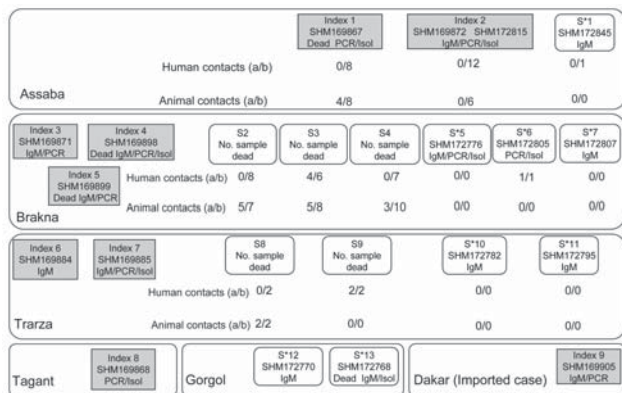 Index 1
SHM169867
Dead PCR/Isol
Index 2
SHM169872 SHM172815
IgM/PCR/Isol
S*1
SHM172845
IgM
Human contacts (a/b) 0/8 0/12 0/1
Animal contacts (a/b) 4/8 0/6 0/0
Assaba
Index 3
SHM169871
IgM/PCR
Index 4
SHM169898
Dead IgM/PCR/Isol
S2
No. sample
dead
S3
No. sample
dead
S4
No. sample
dead
S*5
SHM172776
IgM/PCR/Isol
S*6
SHM172805
PCR/Isol
S*7
SHM172807
IgM
Index 5
SHM169899
Dead IgM/PCR
Human contacts (a/b) 0/8 4/6 0/7 0/0 1/1 0/0
Animal contacts (a/b) 5/7 5/8 3/10 0/0 0/0 0/0
Brakna
Index 6
SHM169884
IgM
Index 7
SHM169885
IgM/PCR/Isol
S8
No. sample
dead
S9
No. sample
dead
S*10
SHM172782
IgM
S*11
SHM172795
IgM
Human contacts (a/b) 0/2 2/2 0/0 0/0
Animal contacts (a/b) 2/2 0/0 0/0 0/0
Trarza
Index 8
SHM169868
PCR/Isol
Tagant
S*12
SHM172770
IgM
S*13
SHM172768
Dead IgM/Isol
Gorgol
Index 9
SHM169905
IgM/PCR
Dakar (Imported case)